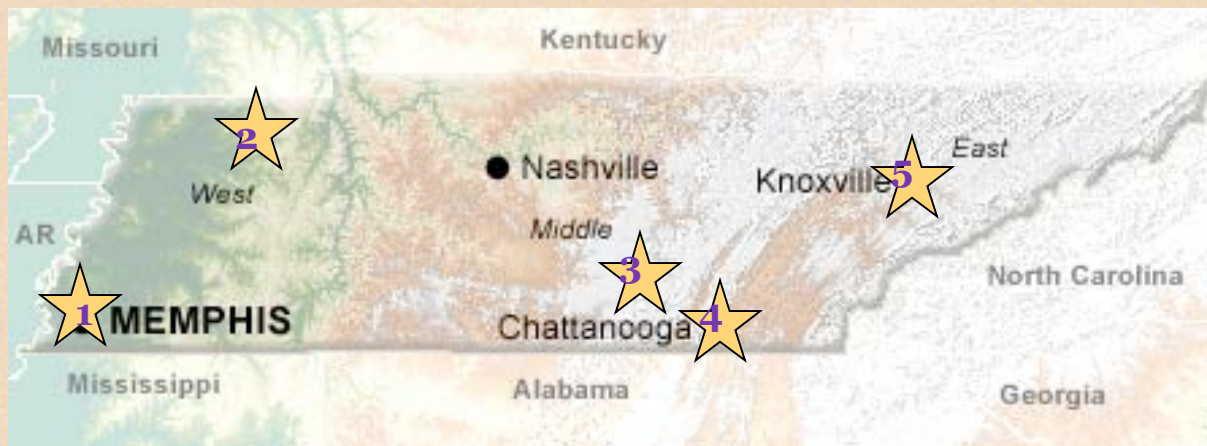 Missouri
Kentucky
2
Nashville
East
Knoxville
5
West
Middle
AR
3
North Carolina
1
MEMPHIS
Chattanooga
4
Mississippi
Alabama
Georgia